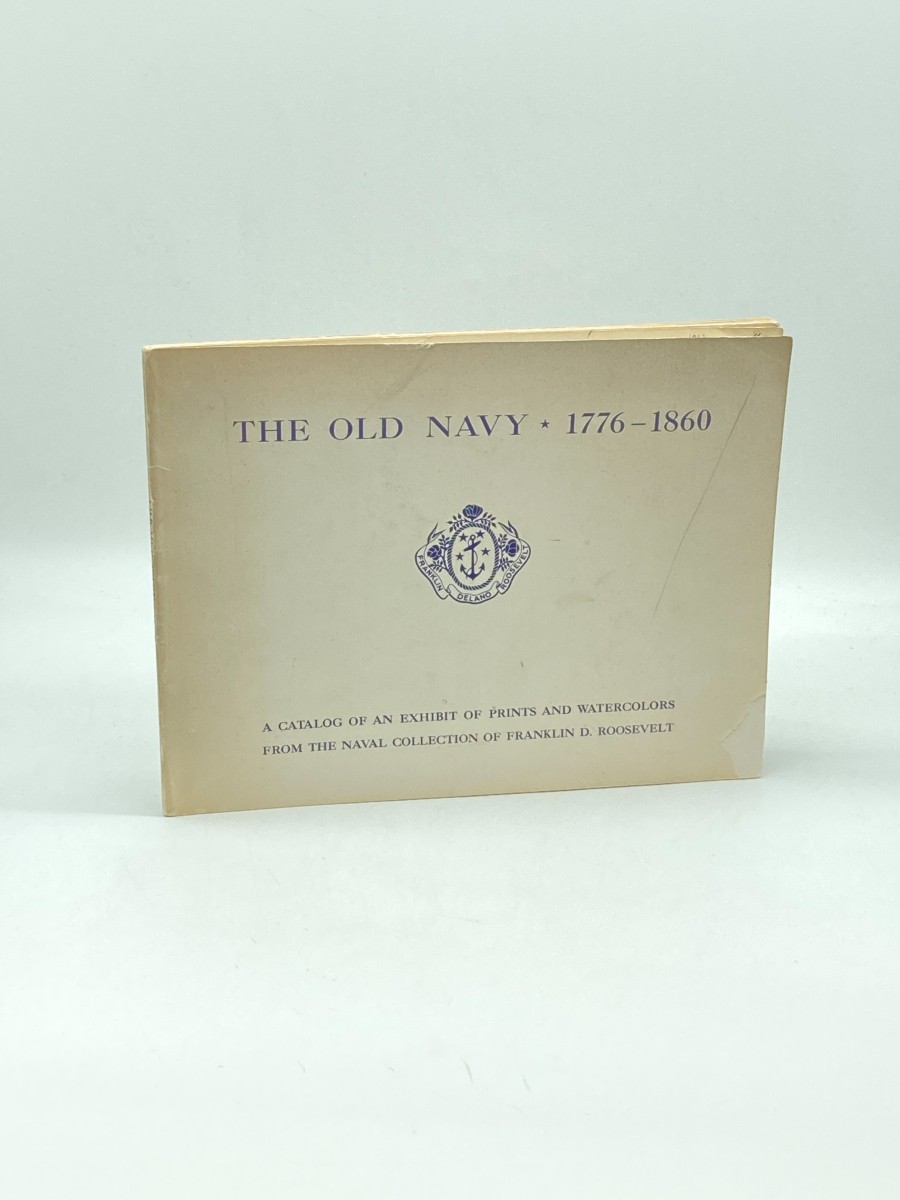 THE OLD NAVY ★ 1776–1860
FRANKLIN DELANO ROOSEVELT
A CATALOG OF AN EXHIBIT OF PRINTS AND WATERCOLORS
FROM THE NAVAL COLLECTION OF FRANKLIN D. ROOSEVELT